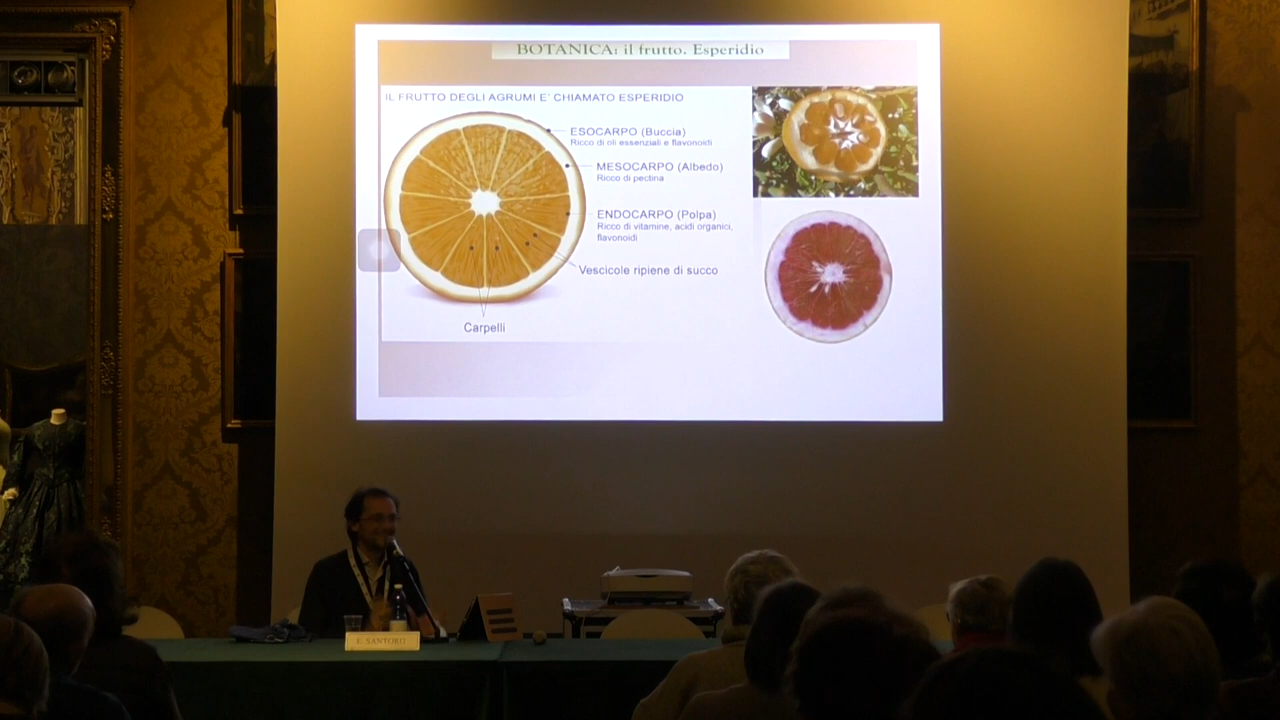 BOTANICA: il frutto. Esperidio
IL FRUTTO DEGLI AGRUMI E' CHIAMATO ESPERIDIO
ESOCARPO (Buccia)
Ricco di oli essenziali e flavonoidi
MESOCARPO (Albedo)
Ricco di pectina
ENDOCARPO (Polpa)
Ricco di vitamine, acidi organici,
flavonoidi
Vescicole ripiene di succo
Carpelli